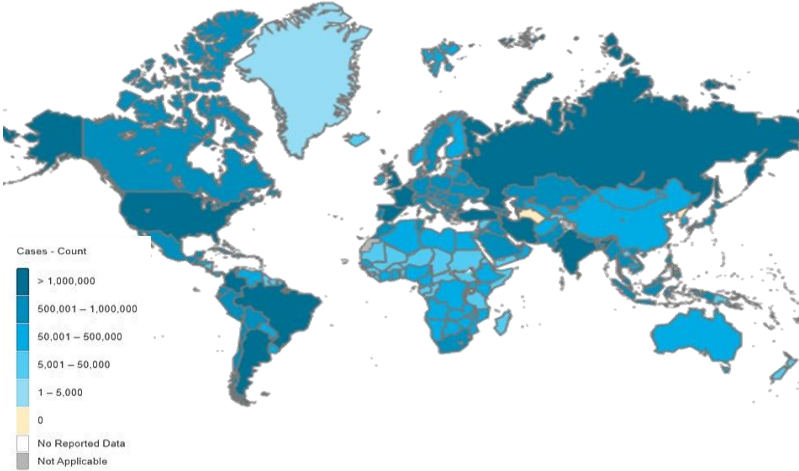 Cases - Count
> 1,000,000
500,001 – 1,000,000
50,001 – 500,000
5,001 – 50,000
1 – 5,000
0
No Reported Data
Not Applicable